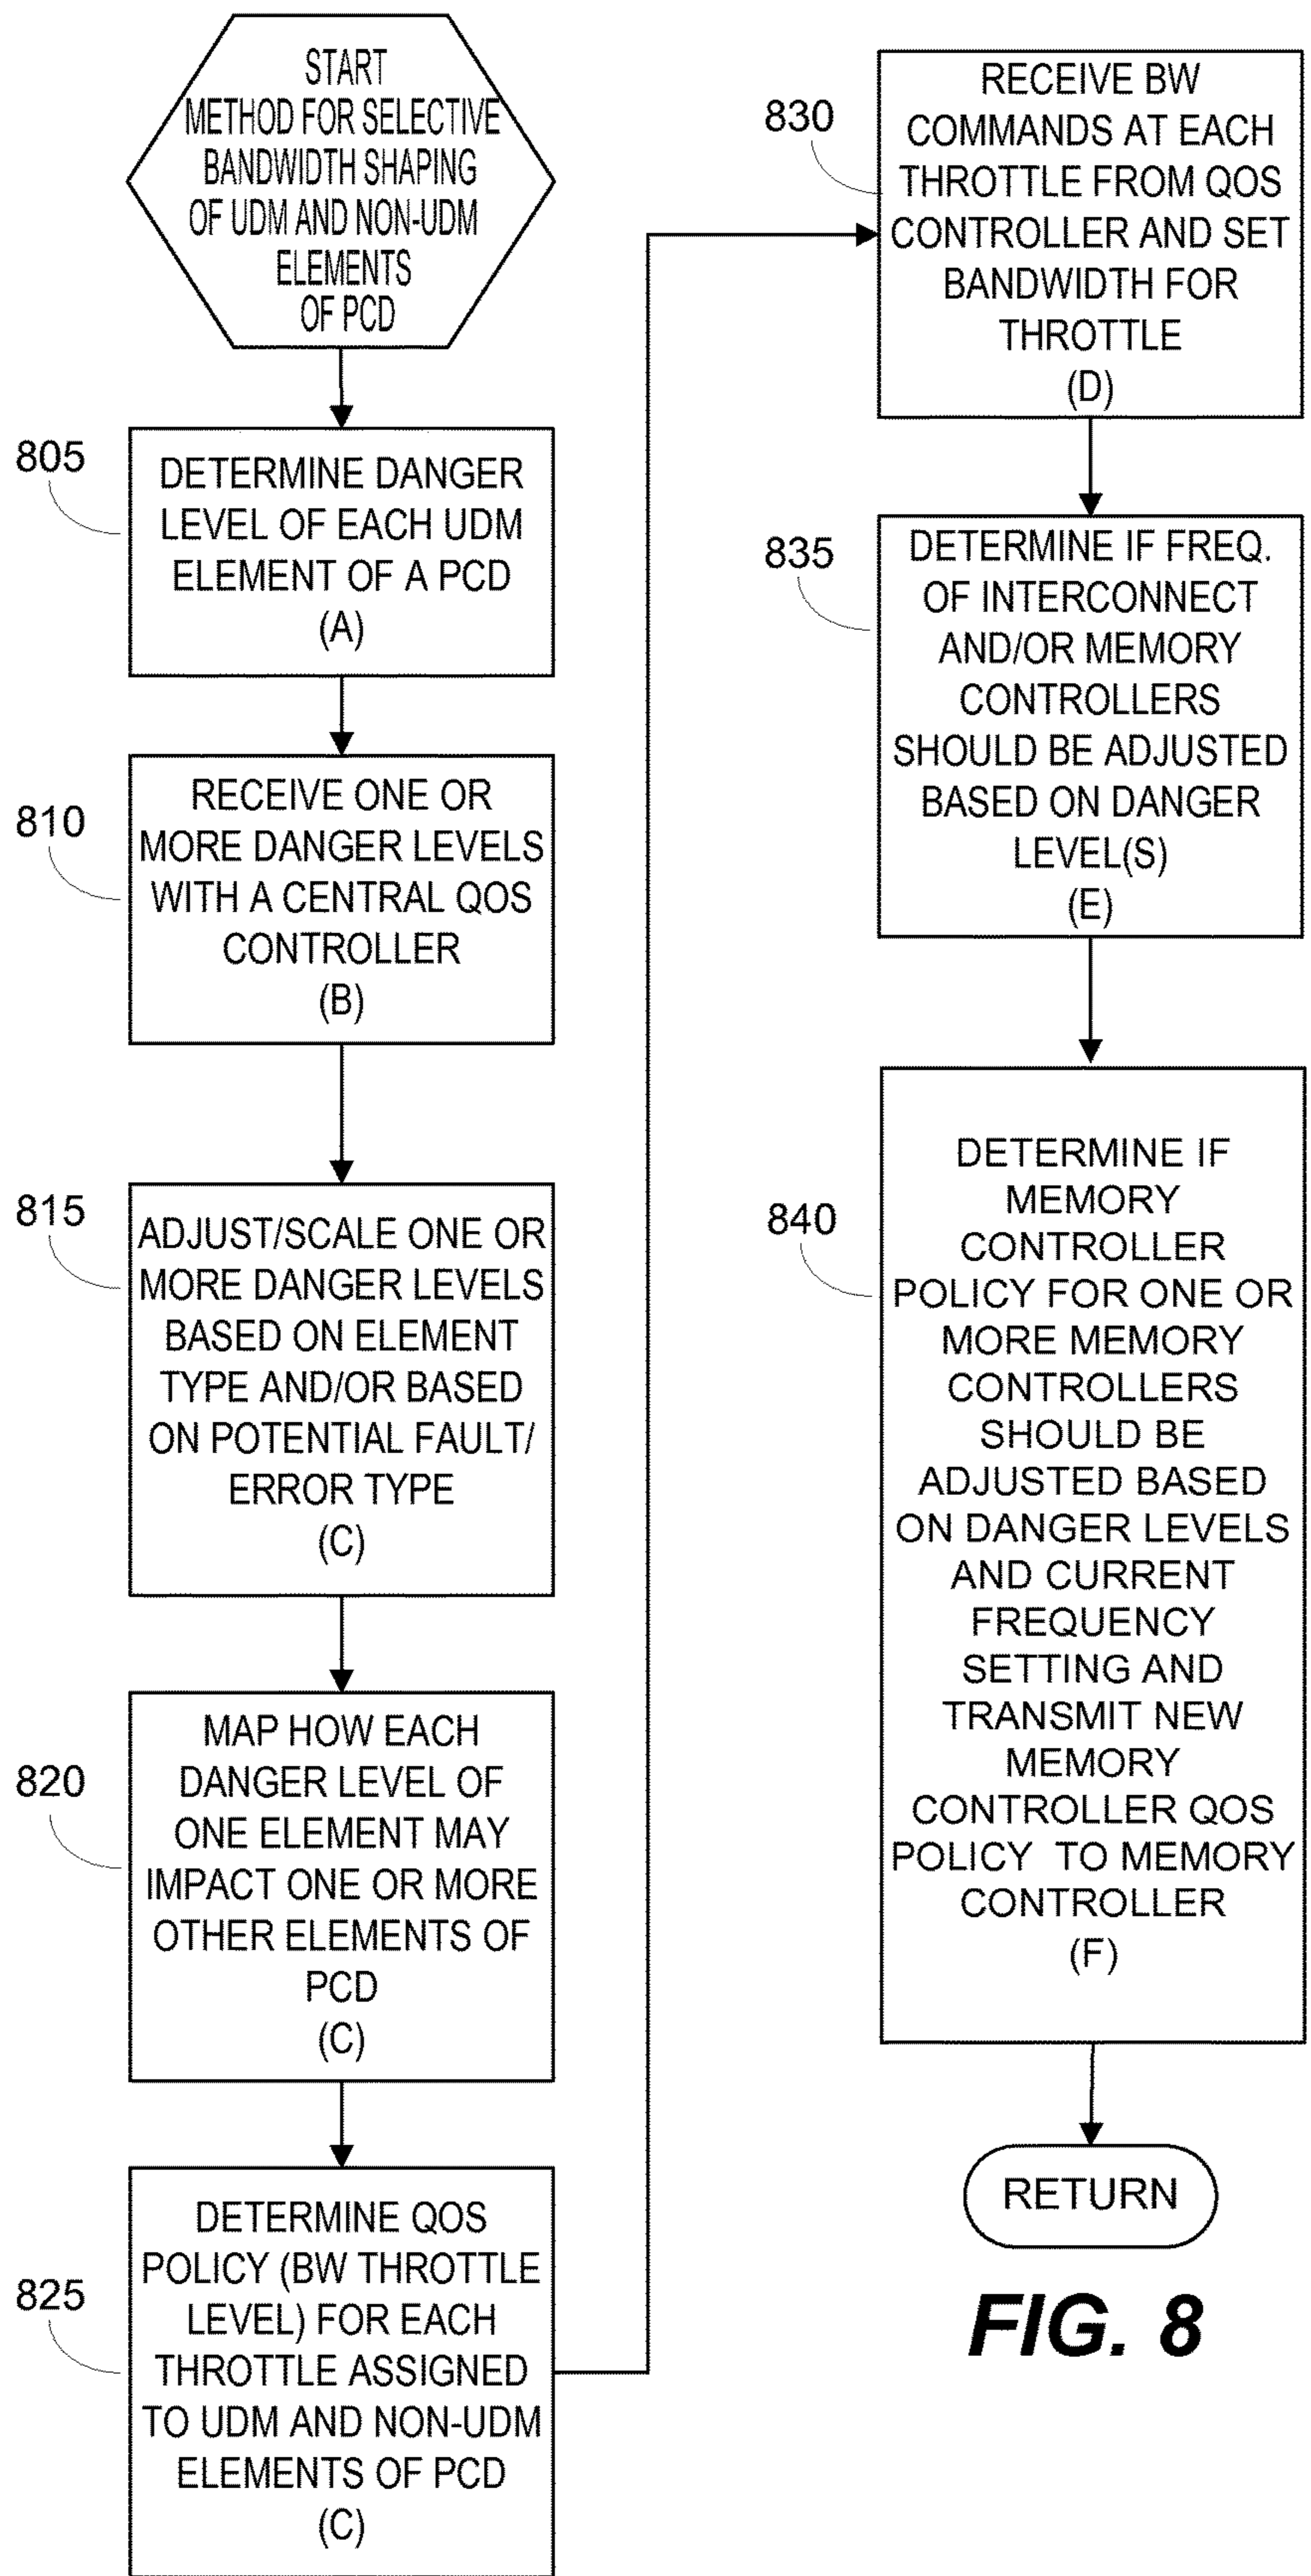 START
METHOD FOR SELECTIVE
BANDWIDTH SHAPING
OF UDM AND NON-UDM
ELEMENTS
OF PCD
805
DETERMINE DANGER
LEVEL OF EACH UDM
ELEMENT OF A PCD
(A)
810
RECEIVE ONE OR
MORE DANGER LEVELS
WITH A CENTRAL QOS
CONTROLLER
(B)
815
ADJUST/SCALE ONE OR
MORE DANGER LEVELS
BASED ON ELEMENT
TYPE AND/OR BASED
ON POTENTIAL FAULT/
ERROR TYPE
(C)
820
MAP HOW EACH
DANGER LEVEL OF
ONE ELEMENT MAY
IMPACT ONE OR MORE
OTHER ELEMENTS OF
PCD
(C)
825
DETERMINE QOS
POLICY (BW THROTTLE
LEVEL) FOR EACH
THROTTLE ASSIGNED
TO UDM AND NON-UDM
ELEMENTS OF PCD
(C)
830
RECEIVE BW
COMMANDS AT EACH
THROTTLE FROM QOS
CONTROLLER AND SET
BANDWIDTH FOR
THROTTLE
(D)
835
DETERMINE IF FREQ.
OF INTERCONNECT
AND/OR MEMORY
CONTROLLERS
SHOULD BE ADJUSTED
BASED ON DANGER
LEVEL(S)
(E)
840
DETERMINE IF
MEMORY
CONTROLLER
POLICY FOR ONE OR
MORE MEMORY
CONTROLLERS
SHOULD BE
ADJUSTED BASED
ON DANGER LEVELS
AND CURRENT
FREQUENCY
SETTING AND
TRANSMIT NEW
MEMORY
CONTROLLER QOS
POLICY TO MEMORY
CONTROLLER
(F)
RETURN
FIG. 8